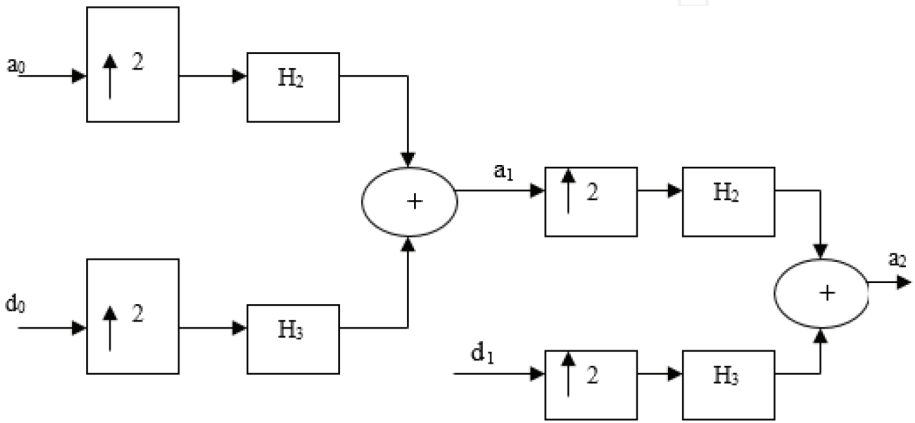 a₀
↑ 2
H₂
d₀
↑ 2
H₃
+
a₁
↑ 2
H₂
d₁
↑ 2
H₃
+
a₂